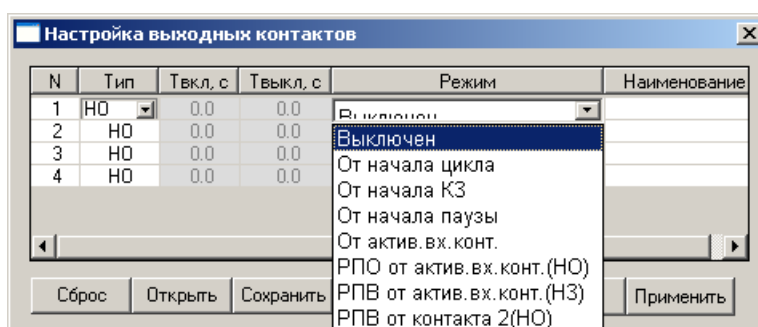 Настройка выходных контактов
N Тип Твкл, с Твыкл, с Режим Наименование
1 НО 0.0 0.0 Выключен
2 НО 0.0 0.0 Выключен
3 НО 0.0 0.0 От начала цикла
4 НО 0.0 0.0 От начала КЗ
От начала паузы
От актив.вх.конт.
РПО от актив.вх.конт.(НО)
Сброс Открыть Сохранить РПВ от актив.вх.конт.(НЗ) Применить
РПВ от контакта 2(НО)